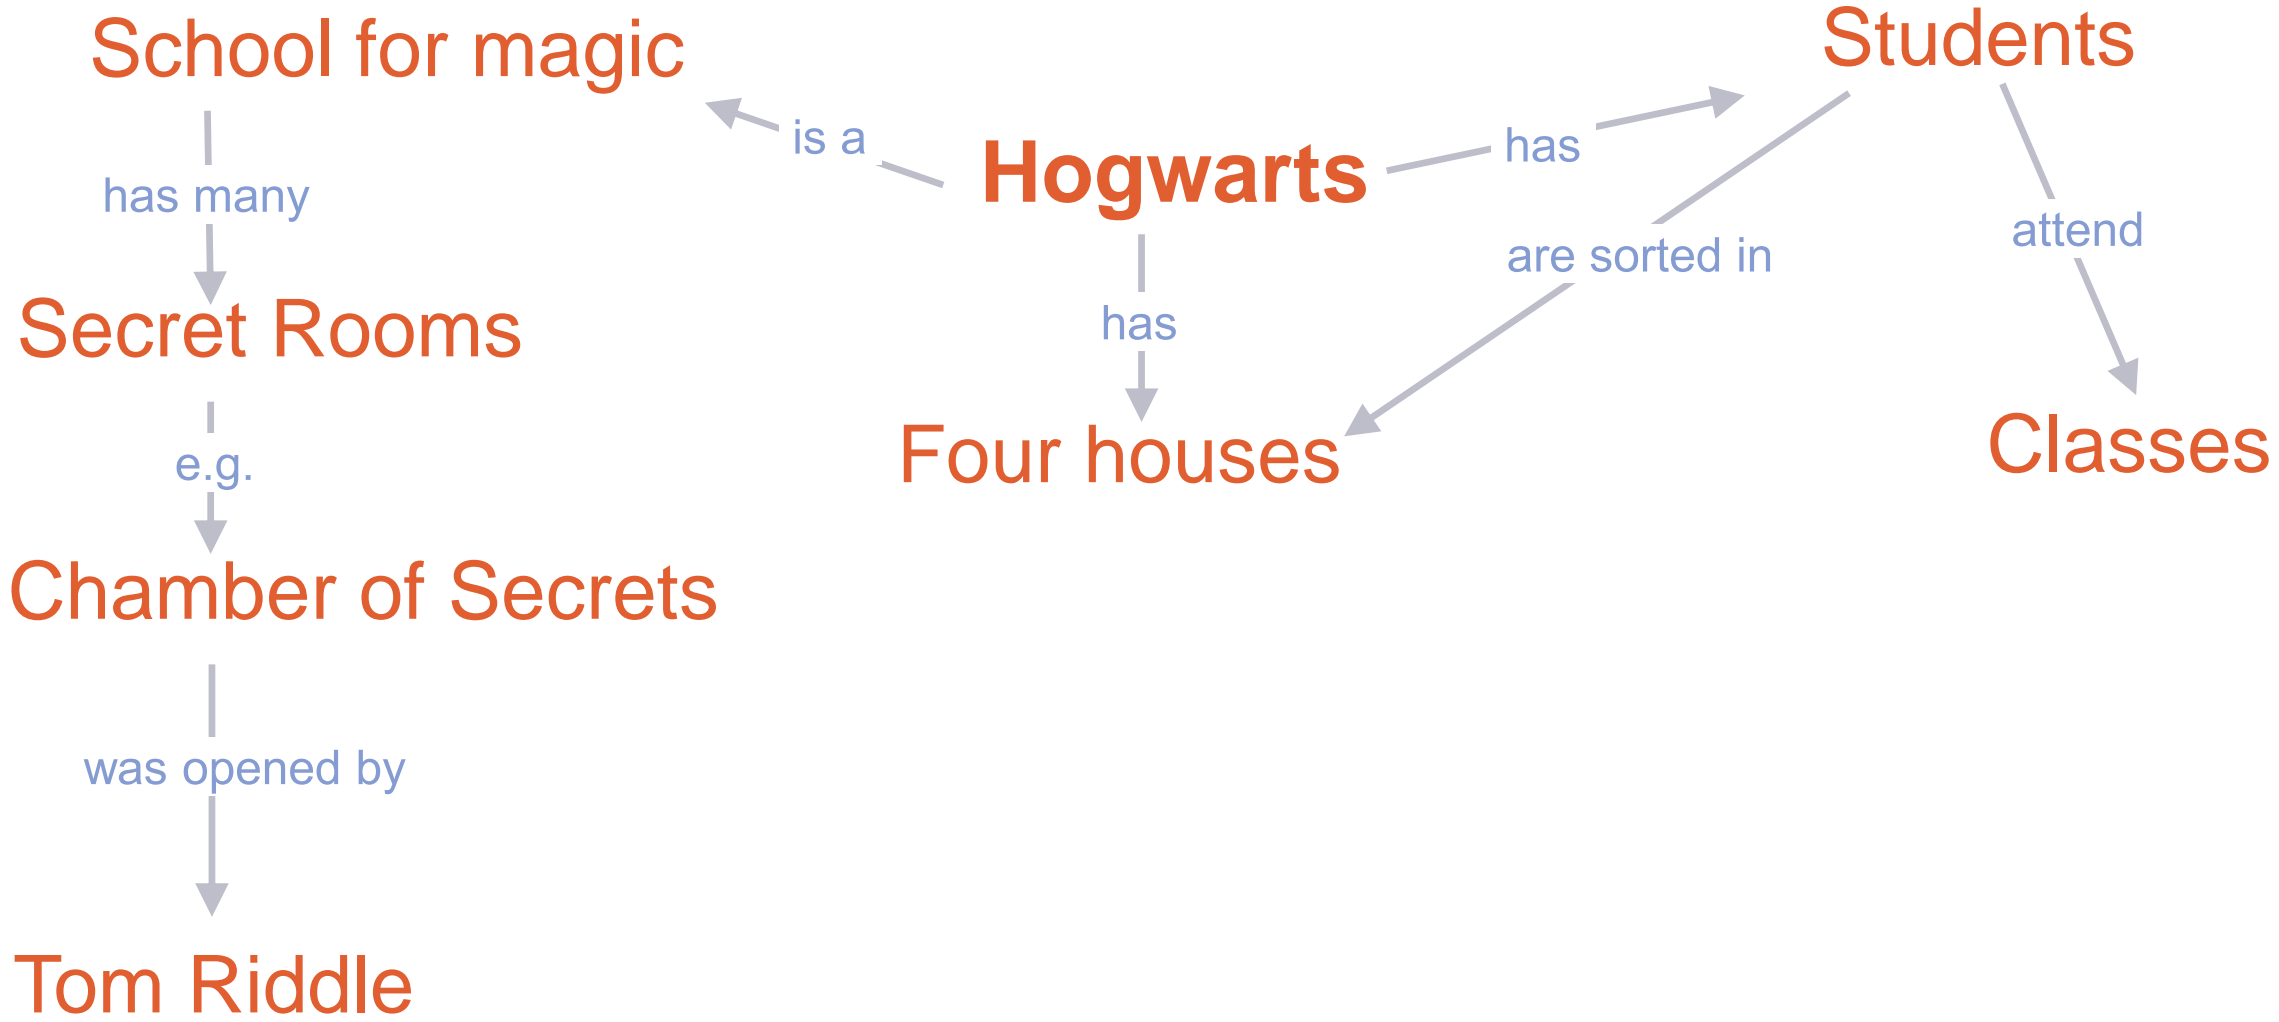 School for magic
Students
is a
has
Hogwarts
has many
are sorted in
attend
Secret Rooms
has
Four houses
Classes
e.g.
Chamber of Secrets
was opened by
Tom Riddle